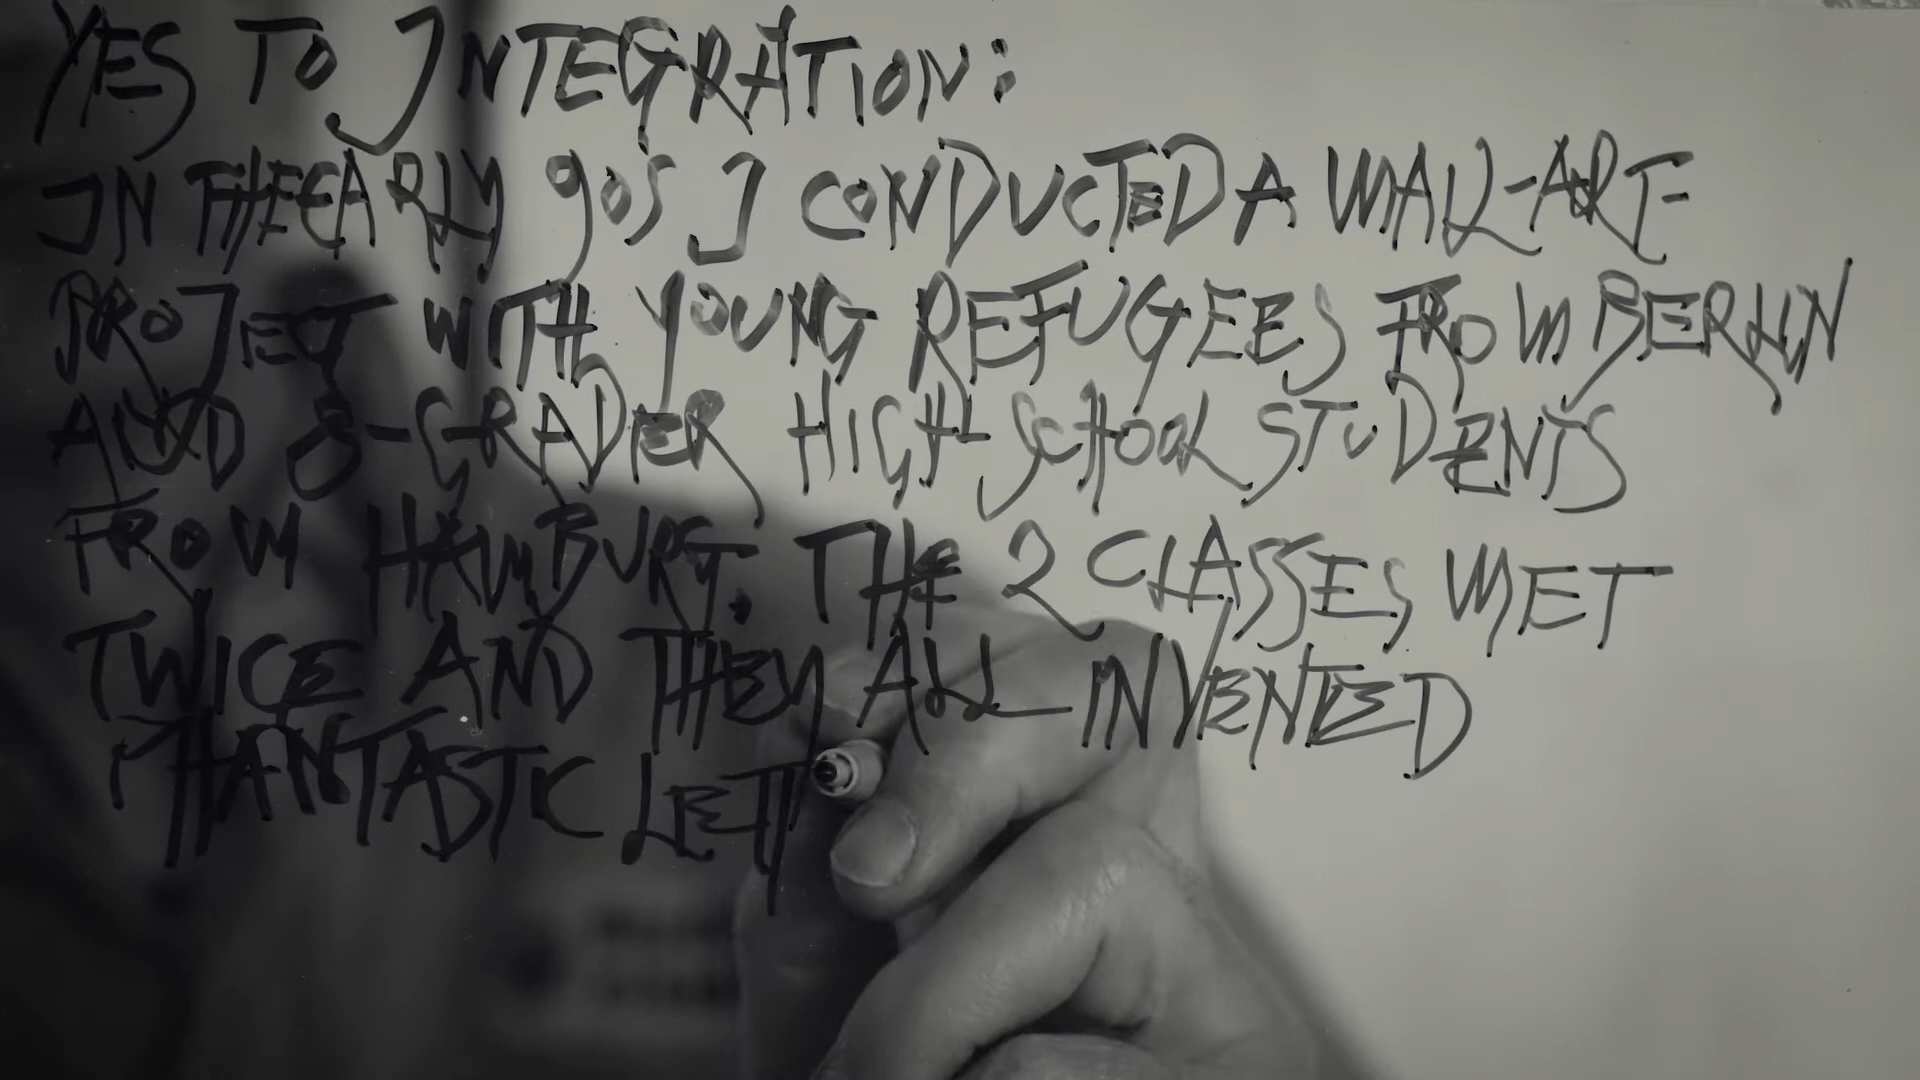 YES TO INTEGRATION:
IN THE EARLY 90S I CONDUCTED A WALL-ART
PROJECT WITH YOUNG REFUGEES FROM BERLIN
AND 8-GRADER HIGH-SCHOOL STUDENTS
FROM HAMBURG. THE 2 CLASSES MET
TWICE AND THEY ALL INVENTED
PHANTASTIC LETT